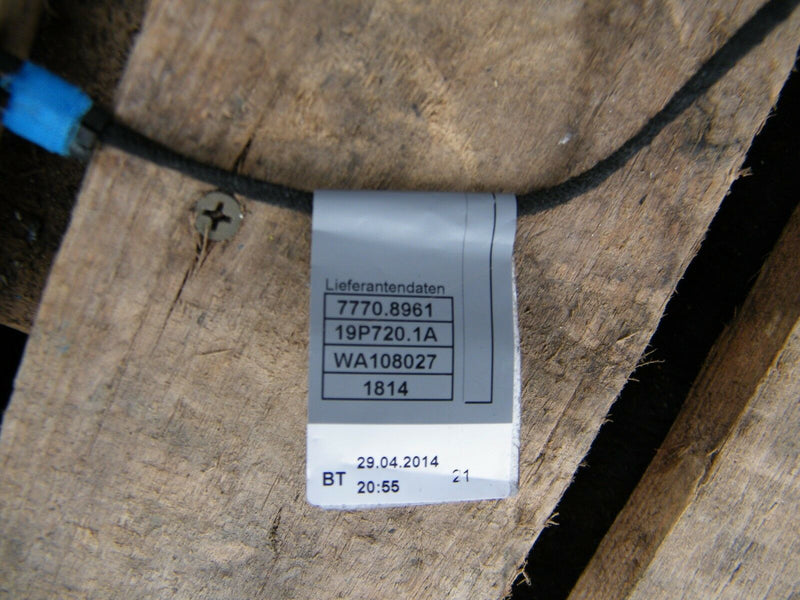 Lieferantendaten
7770.8961
19P720.1A
WA108027
1814
BT 29.04.2014 21
20:55